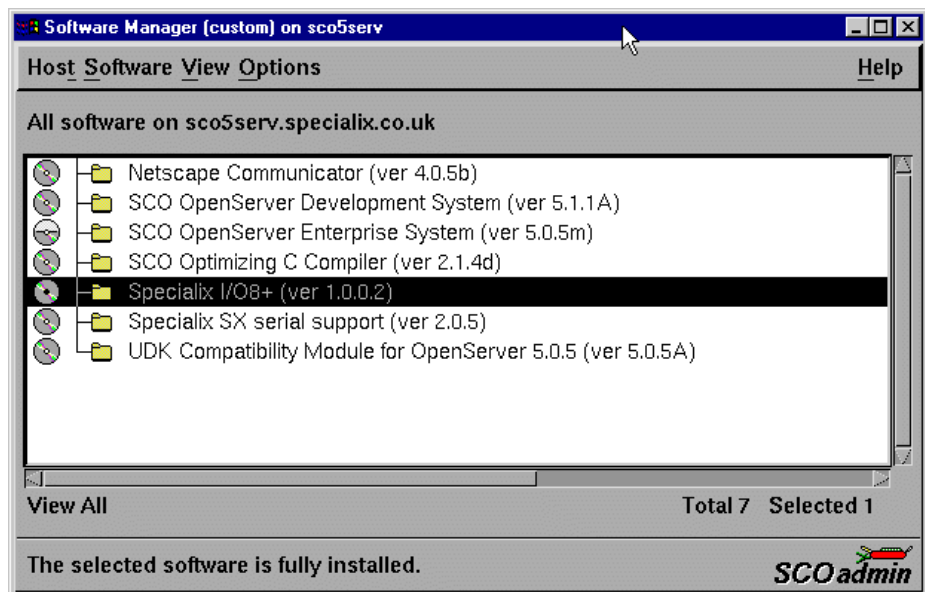 Software Manager (custom) on sco5serv
Host Software View Options Help
All software on sco5serv.specialix.co.uk
Netscape Communicator (ver 4.0.5b)
SCO OpenServer Development System (ver 5.1.1A)
SCO OpenServer Enterprise System (ver 5.0.5m)
SCO Optimizing C Compiler (ver 2.1.4d)
Specialix I/O8+ (ver 1.0.0.2)
Specialix SX serial support (ver 2.0.5)
UDK Compatibility Module for OpenServer 5.0.5 (ver 5.0.5A)
View All Total 7 Selected 1
The selected software is fully installed.
SCOadmin